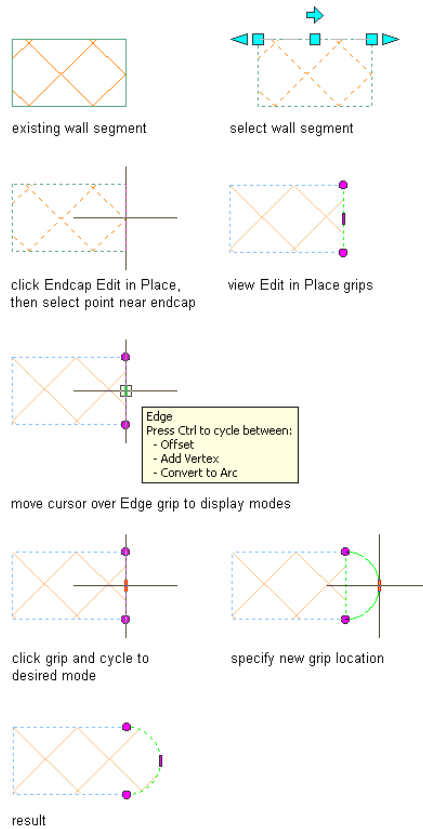 existing wall segment
select wall segment
click Endcap Edit in Place,
then select point near endcap
view Edit in Place grips
Edge
Press Ctrl to cycle between:
- Offset
- Add Vertex
- Convert to Arc
move cursor over Edge grip to display modes
click grip and cycle to
desired mode
specify new grip location
result